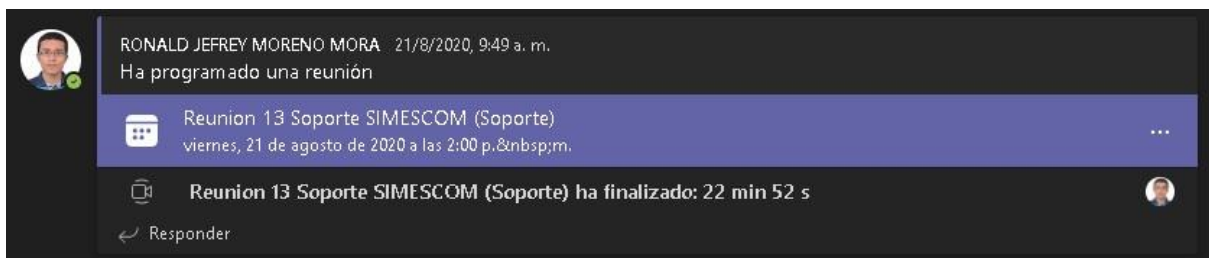 RONALD JEFREY MORENO MORA 21/8/2020, 9:49 a. m.
Ha programado una reunión
Reunion 13 Soporte SIMESCOM (Soporte)
viernes, 21 de agosto de 2020 a las 2:00 p.&nbsp;m.
Reunion 13 Soporte SIMESCOM (Soporte) ha finalizado: 22 min 52 s
Responder